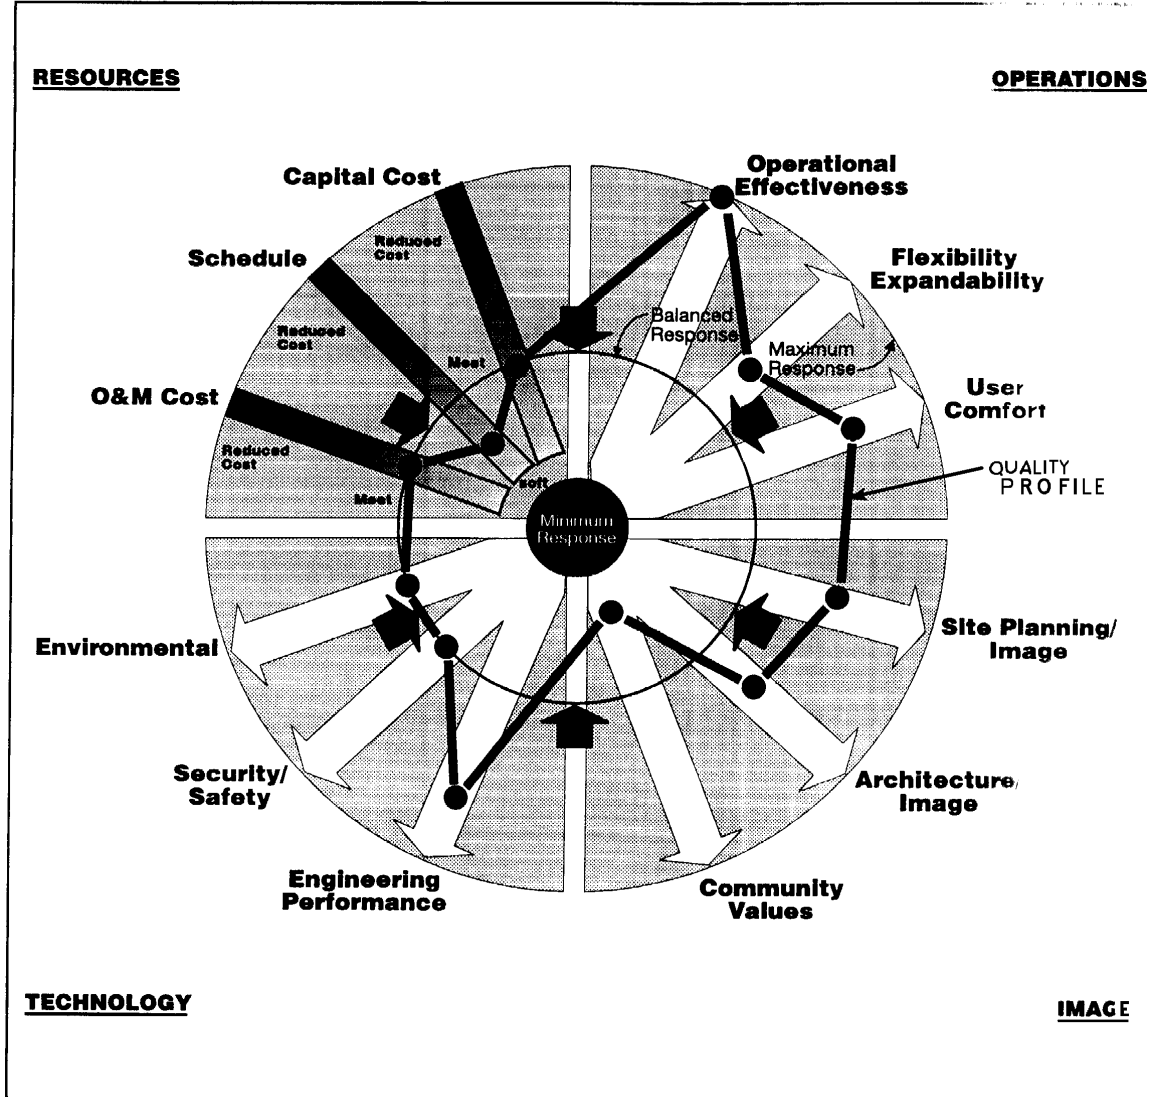 RESOURCES
OPERATIONS
Capital Cost
Operational
Effectiveness
Reduced
Cost
Schedule
Flexibility
Expandability
Reduced
Cost
Balanced
Response
Meet
Maximum
Response
O&M Cost
User
Comfort
Reduced
Cost
Meet
soft
QUALITY
PROFILE
Minimum
Response
Environmental
Site Planning/
Image
Security/
Safety
Architecture/
Image
Engineering
Performance
Community
Values
TECHNOLOGY
IMAGE